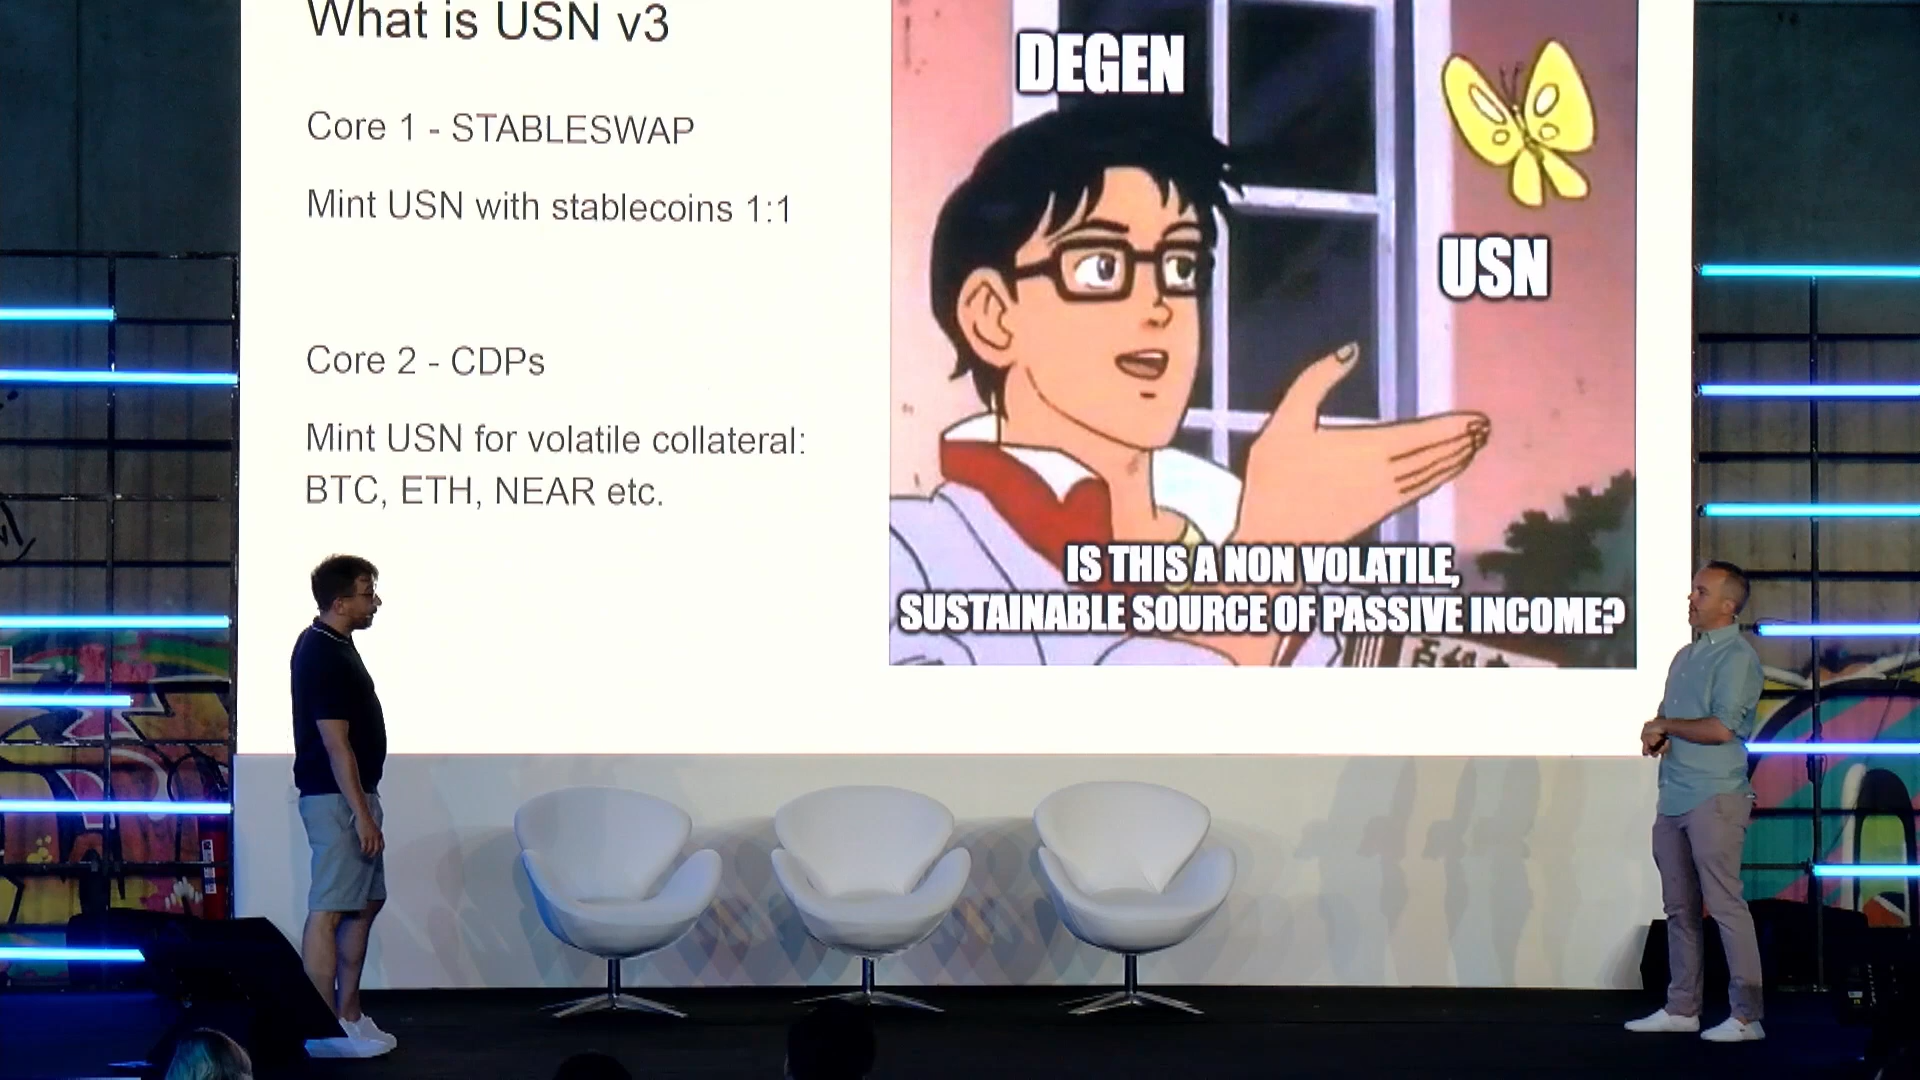 What is USN v3
Core 1 - STABLESWAP
Mint USN with stablecoins 1:1
Core 2 - CDPs
Mint USN for volatile collateral:
BTC, ETH, NEAR etc.
DEGEN
USN
IS THIS A NON VOLATILE,
SUSTAINABLE SOURCE OF PASSIVE INCOME?